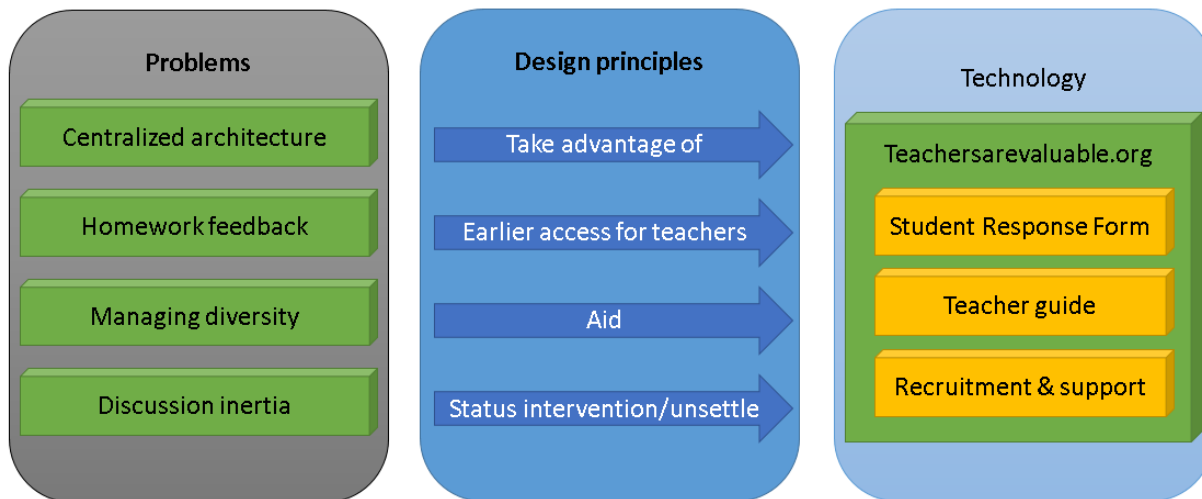 Problems
Centralized architecture
Homework feedback
Managing diversity
Discussion inertia
Design principles
Take advantage of
Earlier access for teachers
Aid
Status intervention/unsettle
Technology
Teachersarevaluable.org
Student Response Form
Teacher guide
Recruitment & support